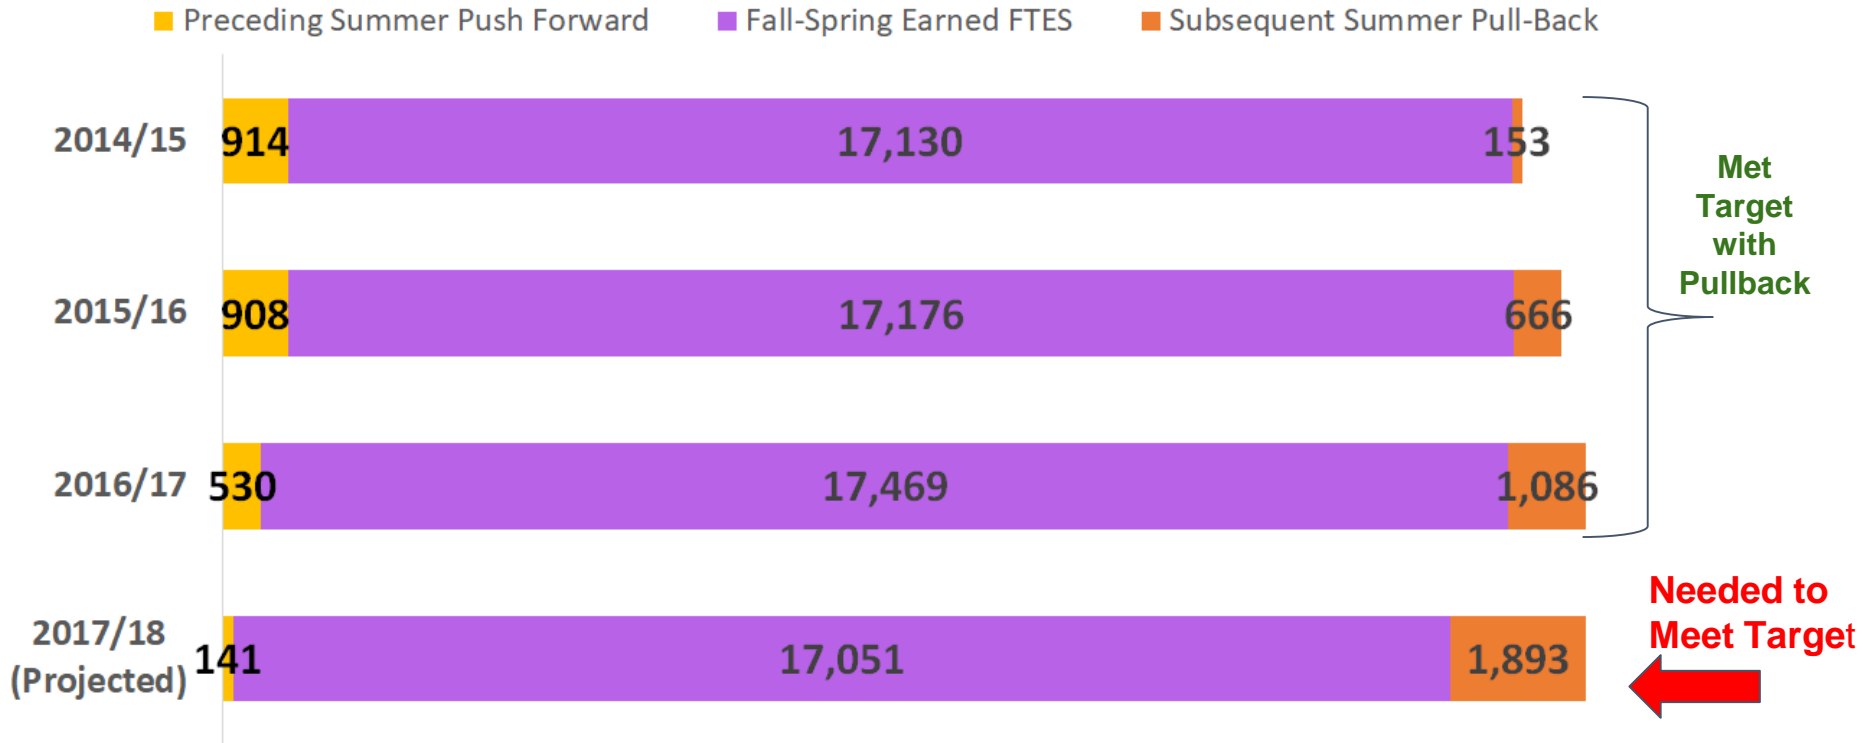 Preceding Summer Push Forward Fall-Spring Earned FTES Subsequent Summer Pull-Back
2014/15 914 17,130 153
2015/16 908 17,176 666
2016/17 530 17,469 1,086
2017/18
(Projected) 141 17,051 1,893
Met
Target
with
Pullback
Needed to
Meet Target